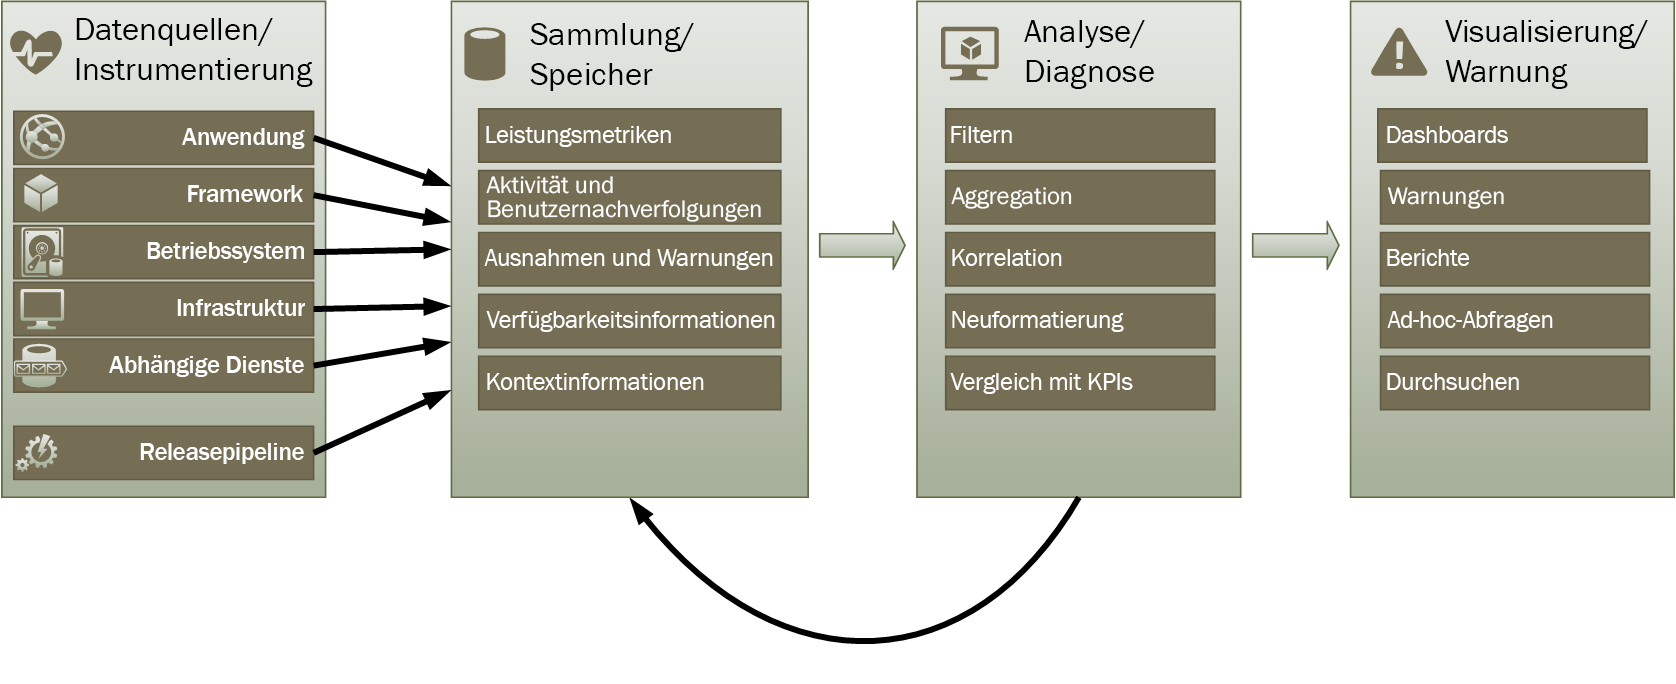 Datenquellen/
Instrumentierung
Anwendung
Framework
Betriebssystem
Infrastruktur
Abhängige Dienste
Releasepipeline
Sammlung/
Speicher
Leistungsmetriken
Aktivität und
Benutzernachverfolgungen
Ausnahmen und Warnungen
Verfügbarkeitsinformationen
Kontextinformationen
Analyse/
Diagnose
Filtern
Aggregation
Korrelation
Neuformatierung
Vergleich mit KPIs
Visualisierung/
Warnung
Dashboards
Warnungen
Berichte
Ad-hoc-Abfragen
Durchsuchen